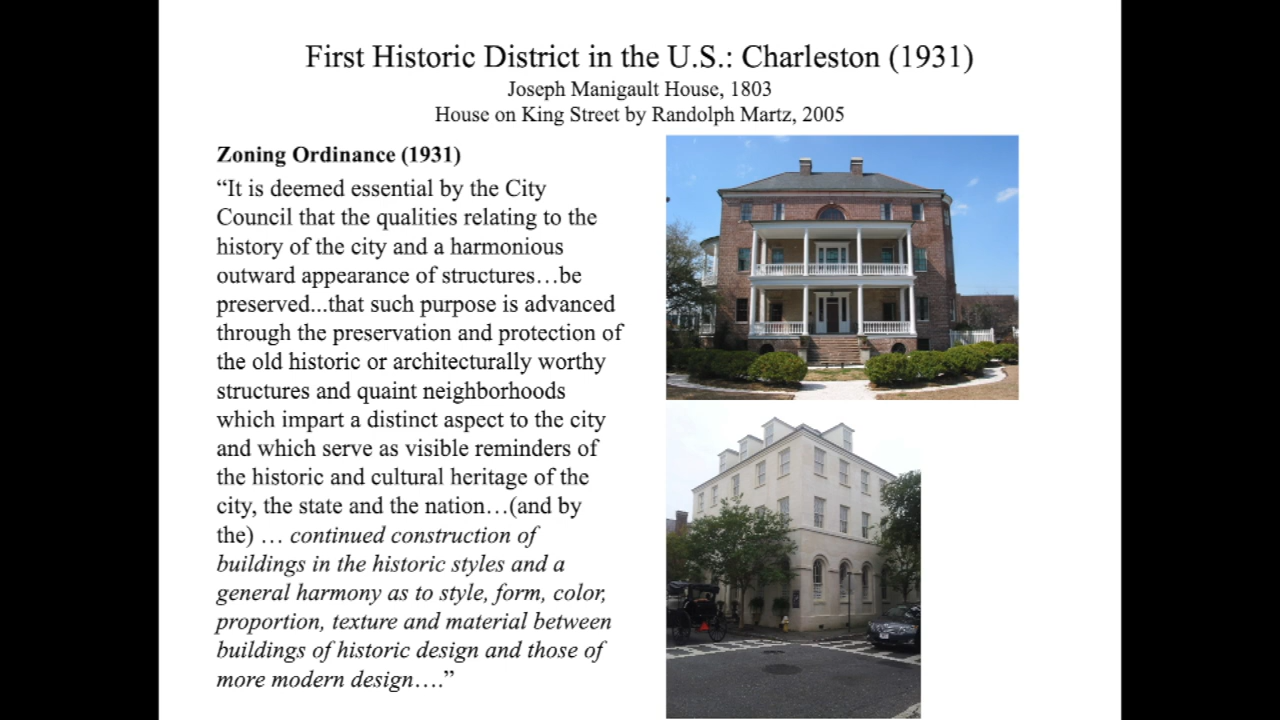 First Historic District in the U.S.: Charleston (1931)
Joseph Manigault House, 1803
House on King Street by Randolph Martz, 2005
Zoning Ordinance (1931)
“It is deemed essential by the City
Council that the qualities relating to the
history of the city and a harmonious
outward appearance of structures…be
preserved...that such purpose is advanced
through the preservation and protection of
the old historic or architecturally worthy
structures and quaint neighborhoods
which impart a distinct aspect to the city
and which serve as visible reminders of
the historic and cultural heritage of the
city, the state and the nation…(and by
the) … continued construction of
buildings in the historic styles and a
general harmony as to style, form, color,
proportion, texture and material between
buildings of historic design and those of
more modern design….”